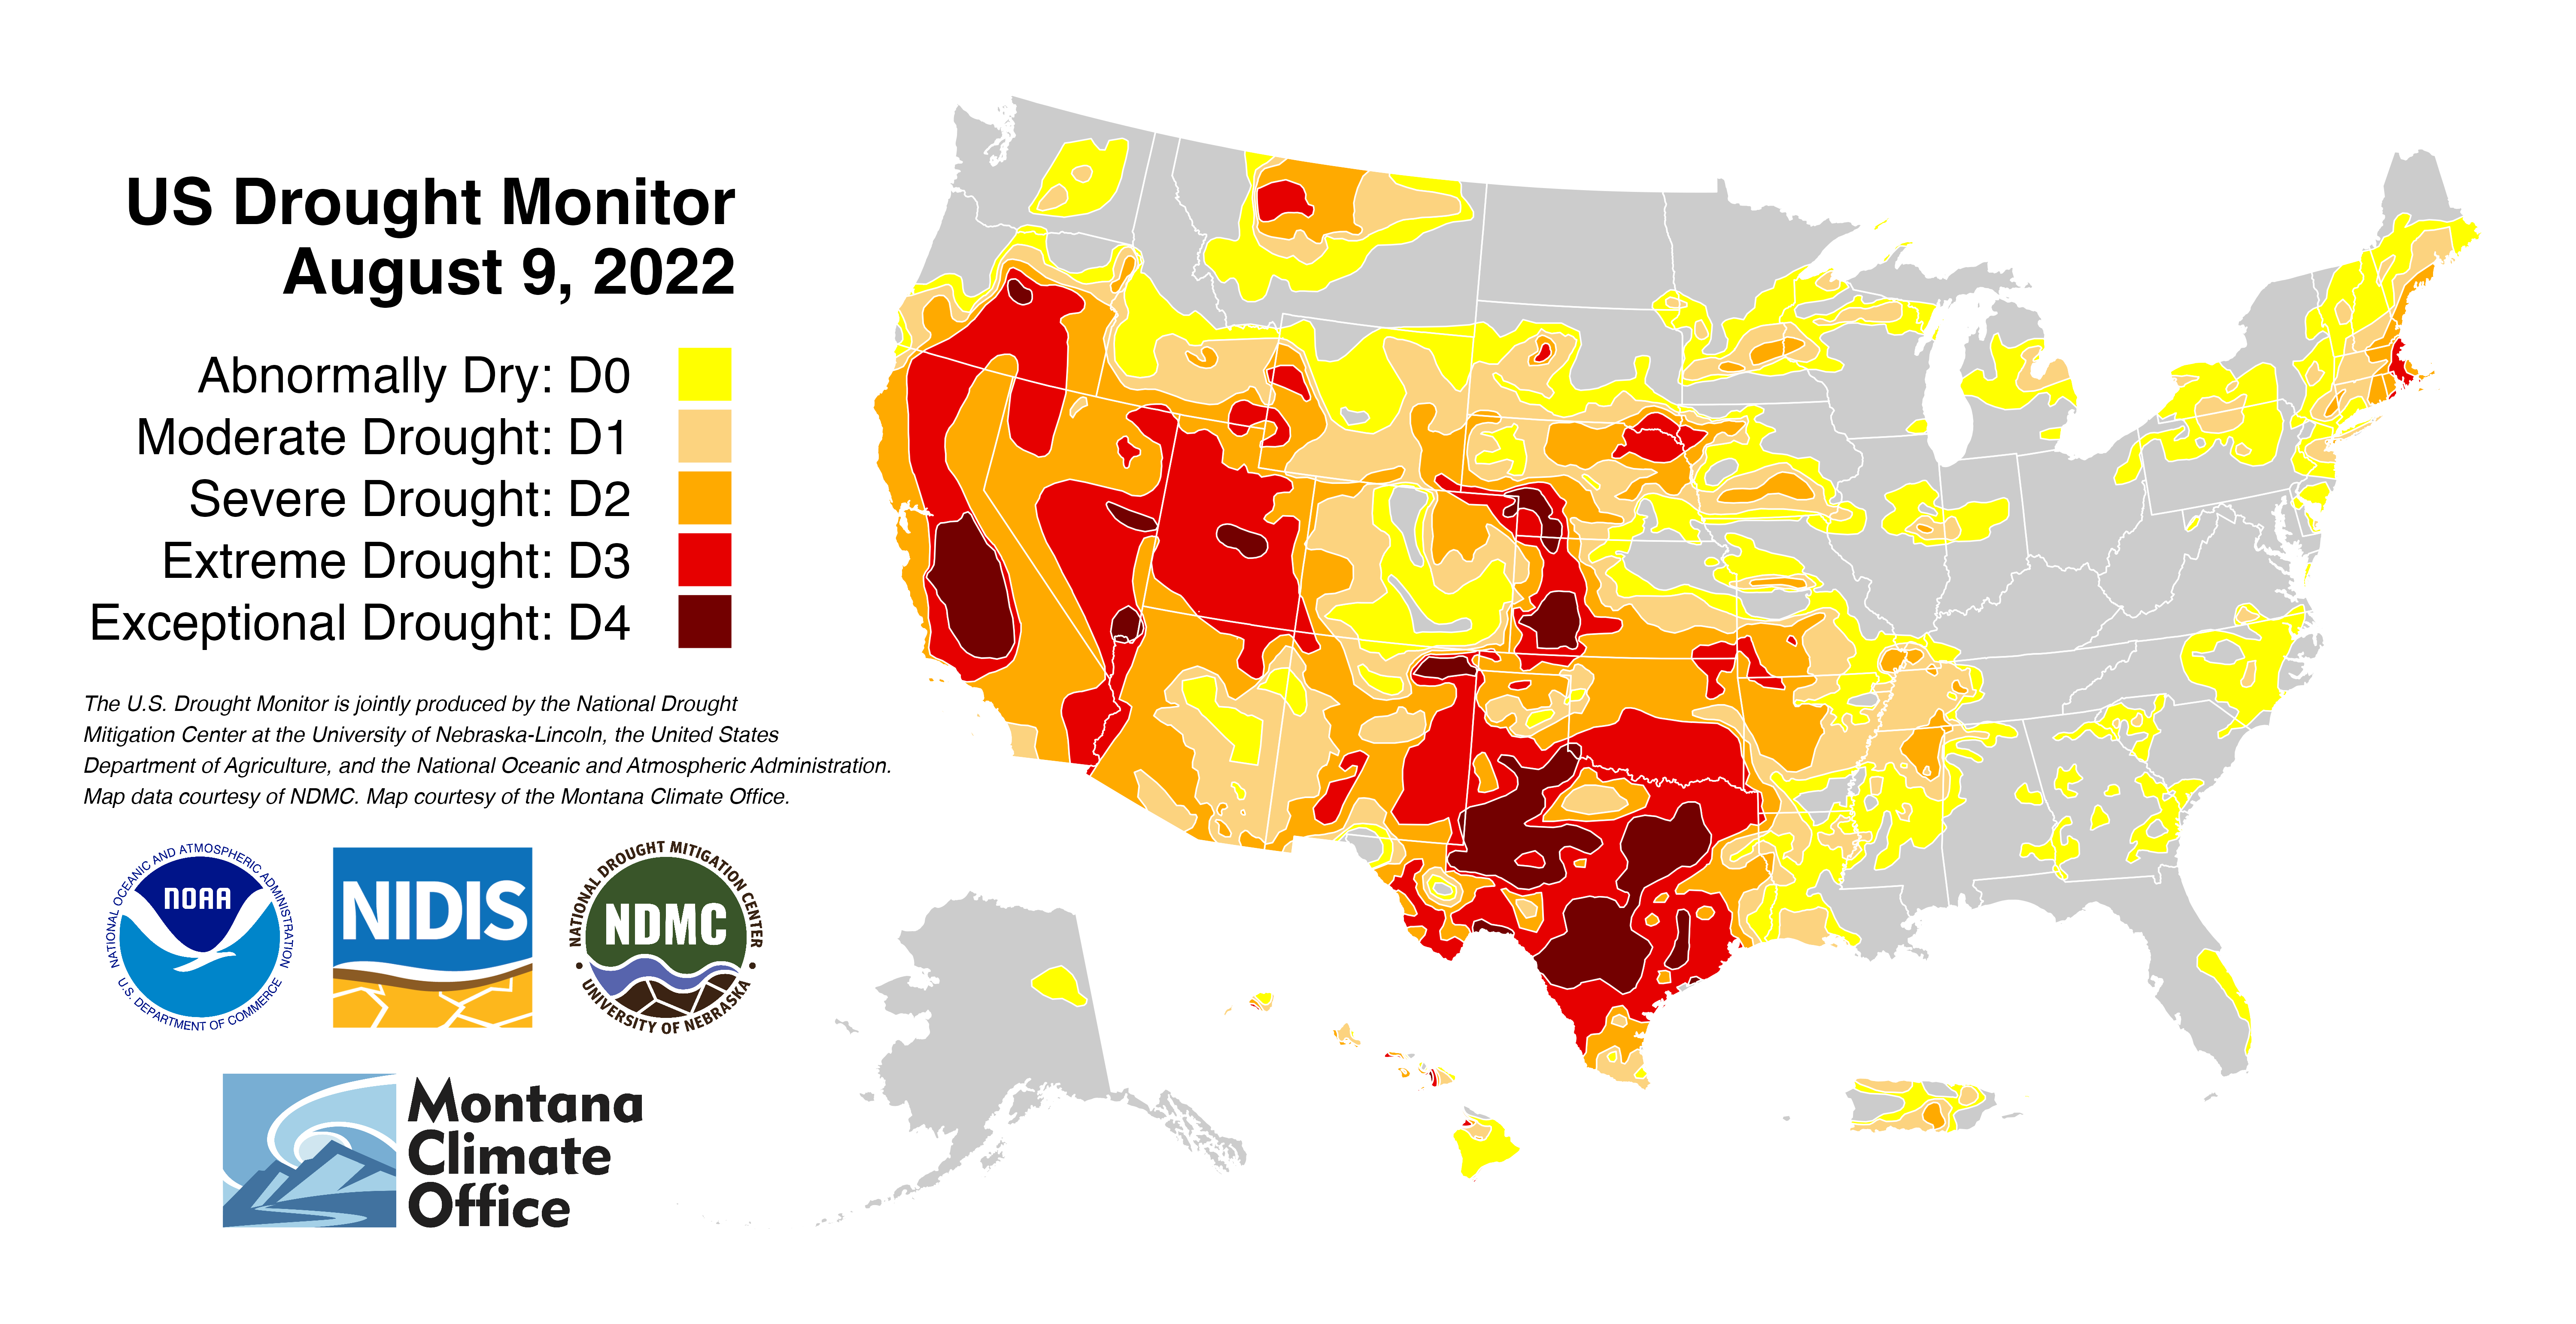 US Drought Monitor
August 9, 2022
Abnormally Dry: D0
Moderate Drought: D1
Severe Drought: D2
Extreme Drought: D3
Exceptional Drought: D4
The U.S. Drought Monitor is jointly produced by the National Drought
Mitigation Center at the University of Nebraska-Lincoln, the United States
Department of Agriculture, and the National Oceanic and Atmospheric Administration.
Map data courtesy of NDMC. Map courtesy of the Montana Climate Office.
NATIONAL OCEANIC AND ATMOSPHERIC ADMINISTRATION
NOAA
U.S. DEPARTMENT OF COMMERCE
NIDIS
NATIONAL DROUGHT MITIGATION CENTER
NDMC
UNIVERSITY OF NEBRASKA
Montana
Climate
Office